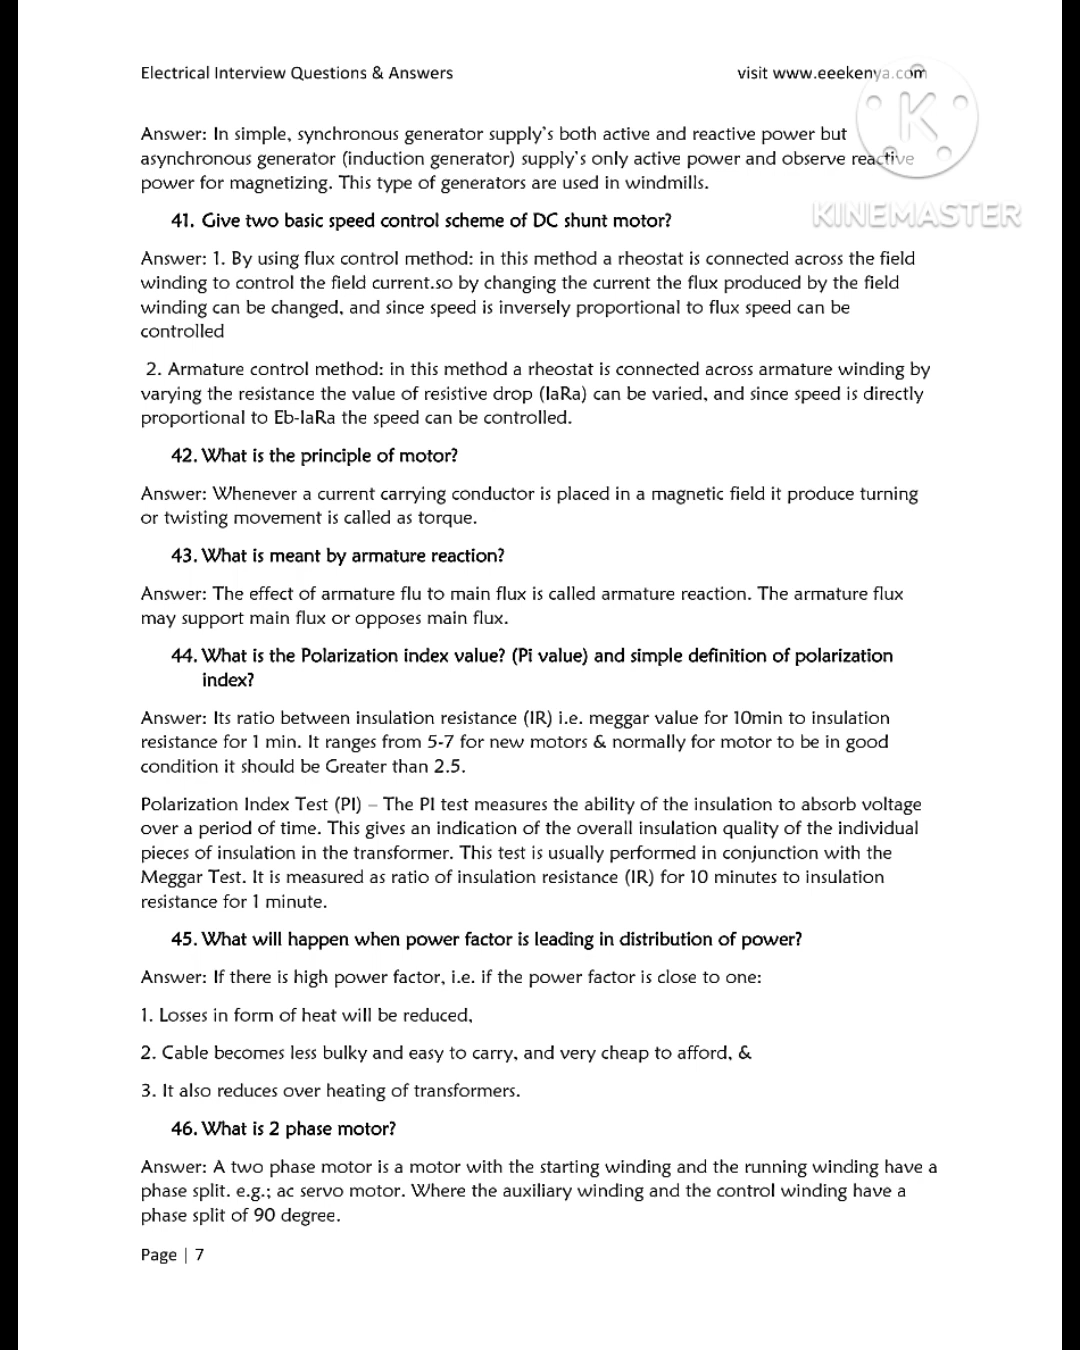 Electrical Interview Questions & Answers
visit www.eeekenya.com
Answer: In simple, synchronous generator supply's both active and reactive power but
asynchronous generator (induction generator) supply's only active power and observe reactive
power for magnetizing. This type of generators are used in windmills.
KINEMASTER
41. Give two basic speed control scheme of DC shunt motor?
Answer: 1. By using flux control method: in this method a rheostat is connected across the field
winding to control the field current.so by changing the current the flux produced by the field
winding can be changed, and since speed is inversely proportional to flux speed can be
controlled
2. Armature control method: in this method a rheostat is connected across armature winding by
varying the resistance the value of resistive drop (IaRa) can be varied, and since speed is directly
proportional to Eb-IaRa the speed can be controlled.
42. What is the principle of motor?
Answer: Whenever a current carrying conductor is placed in a magnetic field it produce turning
or twisting movement is called as torque.
43. What is meant by armature reaction?
Answer: The effect of armature flu to main flux is called armature reaction. The armature flux
may support main flux or opposes main flux.
44. What is the Polarization index value? (Pi value) and simple definition of polarization
index?
Answer: Its ratio between insulation resistance (IR) i.e. meggar value for 10min to insulation
resistance for 1 min. It ranges from 5-7 for new motors & normally for motor to be in good
condition it should be Greater than 2.5.
Polarization Index Test (PI) – The PI test measures the ability of the insulation to absorb voltage
over a period of time. This gives an indication of the overall insulation quality of the individual
pieces of insulation in the transformer. This test is usually performed in conjunction with the
Meggar Test. It is measured as ratio of insulation resistance (IR) for 10 minutes to insulation
resistance for 1 minute.
45. What will happen when power factor is leading in distribution of power?
Answer: If there is high power factor, i.e. if the power factor is close to one:
1. Losses in form of heat will be reduced,
2. Cable becomes less bulky and easy to carry, and very cheap to afford, &
3. It also reduces over heating of transformers.
46. What is 2 phase motor?
Answer: A two phase motor is a motor with the starting winding and the running winding have a
phase split. e.g.; ac servo motor. Where the auxiliary winding and the control winding have a
phase split of 90 degree.
Page | 7